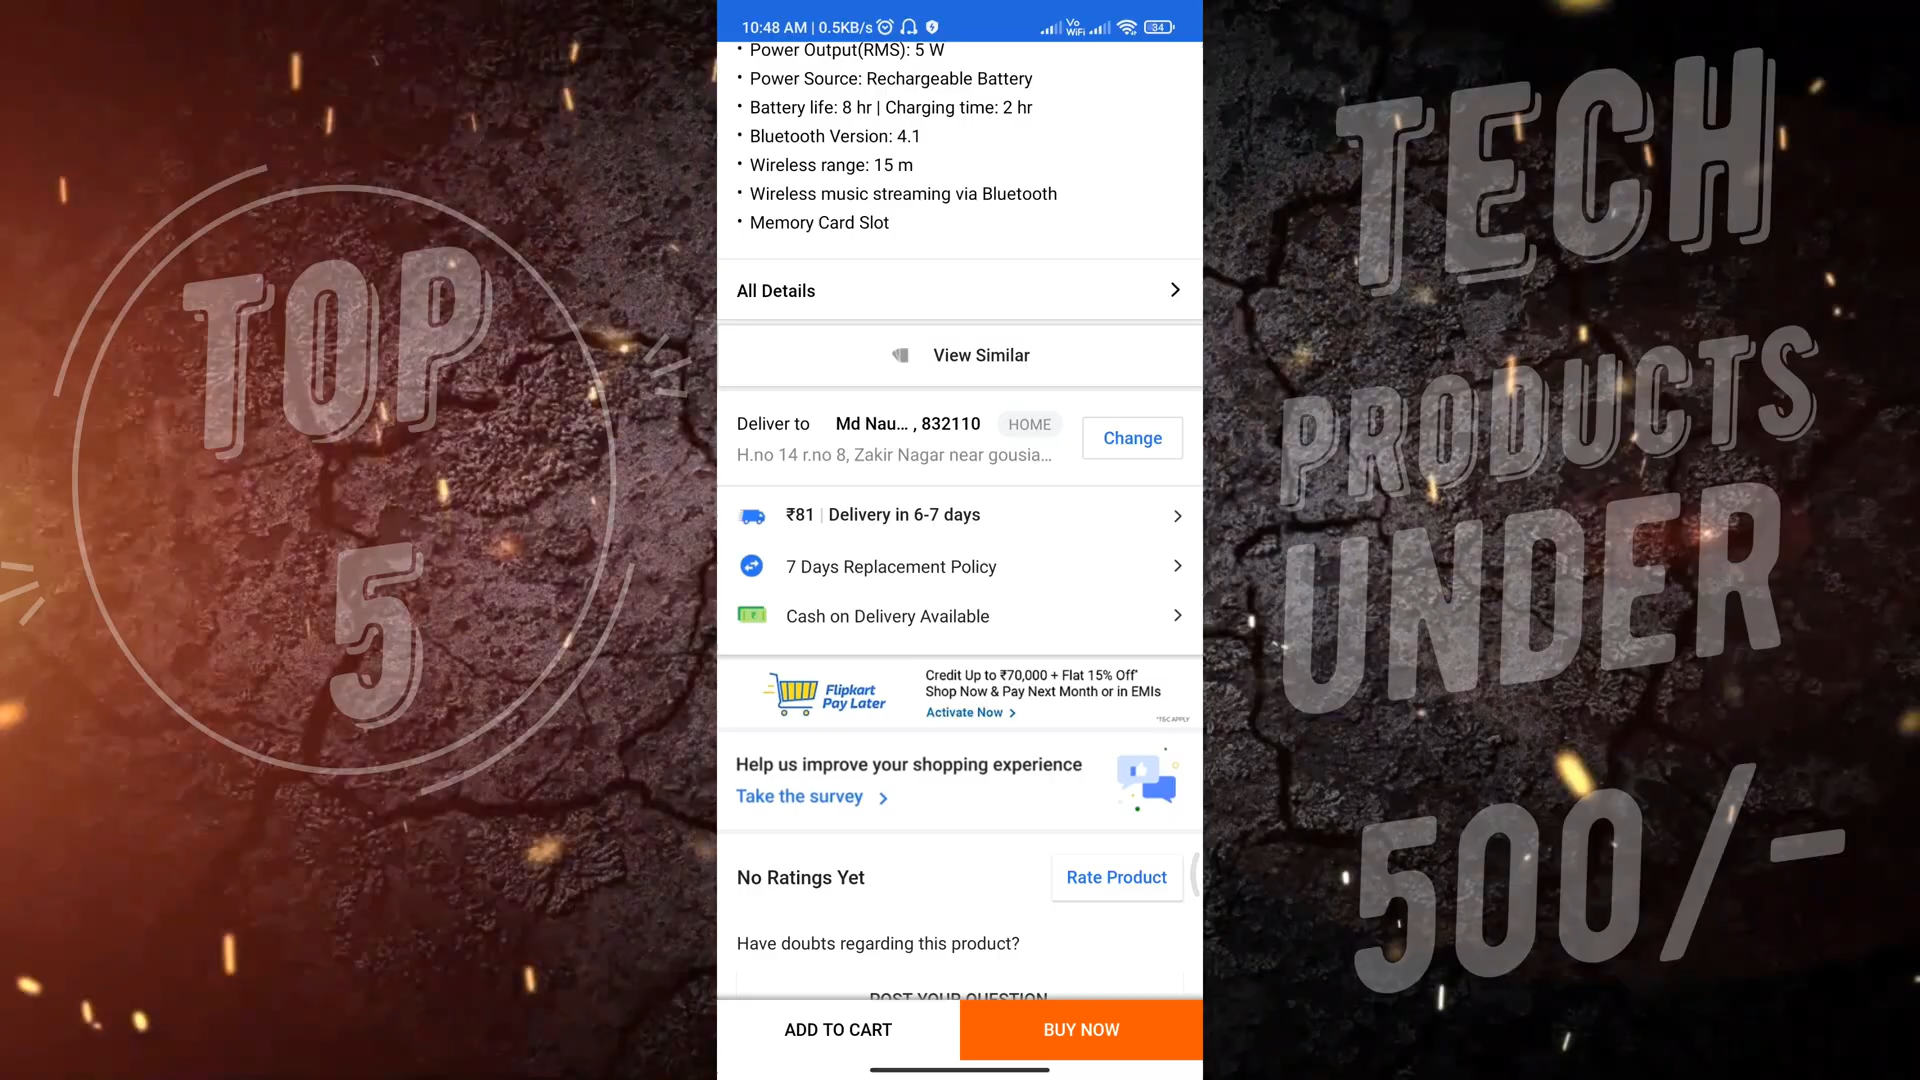 TOP
5
10:48 AM | 0.5KB/s
Vo
WiFi
34
• Power Output(RMS): 5 W
• Power Source: Rechargeable Battery
• Battery life: 8 hr | Charging time: 2 hr
• Bluetooth Version: 4.1
• Wireless range: 15 m
• Wireless music streaming via Bluetooth
• Memory Card Slot
All Details
View Similar
Deliver to Md Nau... , 832110 HOME
Change
H.no 14 r.no 8, Zakir Nagar near gousia...
₹81 | Delivery in 6-7 days
7 Days Replacement Policy
Cash on Delivery Available
Flipkart
Pay Later
Credit Up to ₹70,000 + Flat 15% Off*
Shop Now & Pay Next Month or in EMIs
Activate Now >
*T&C APPLY
Help us improve your shopping experience
Take the survey >
No Ratings Yet
Rate Product
Have doubts regarding this product?
POST YOUR QUESTION
ADD TO CART
BUY NOW
TECH
PRODUCTS
UNDER
500/-